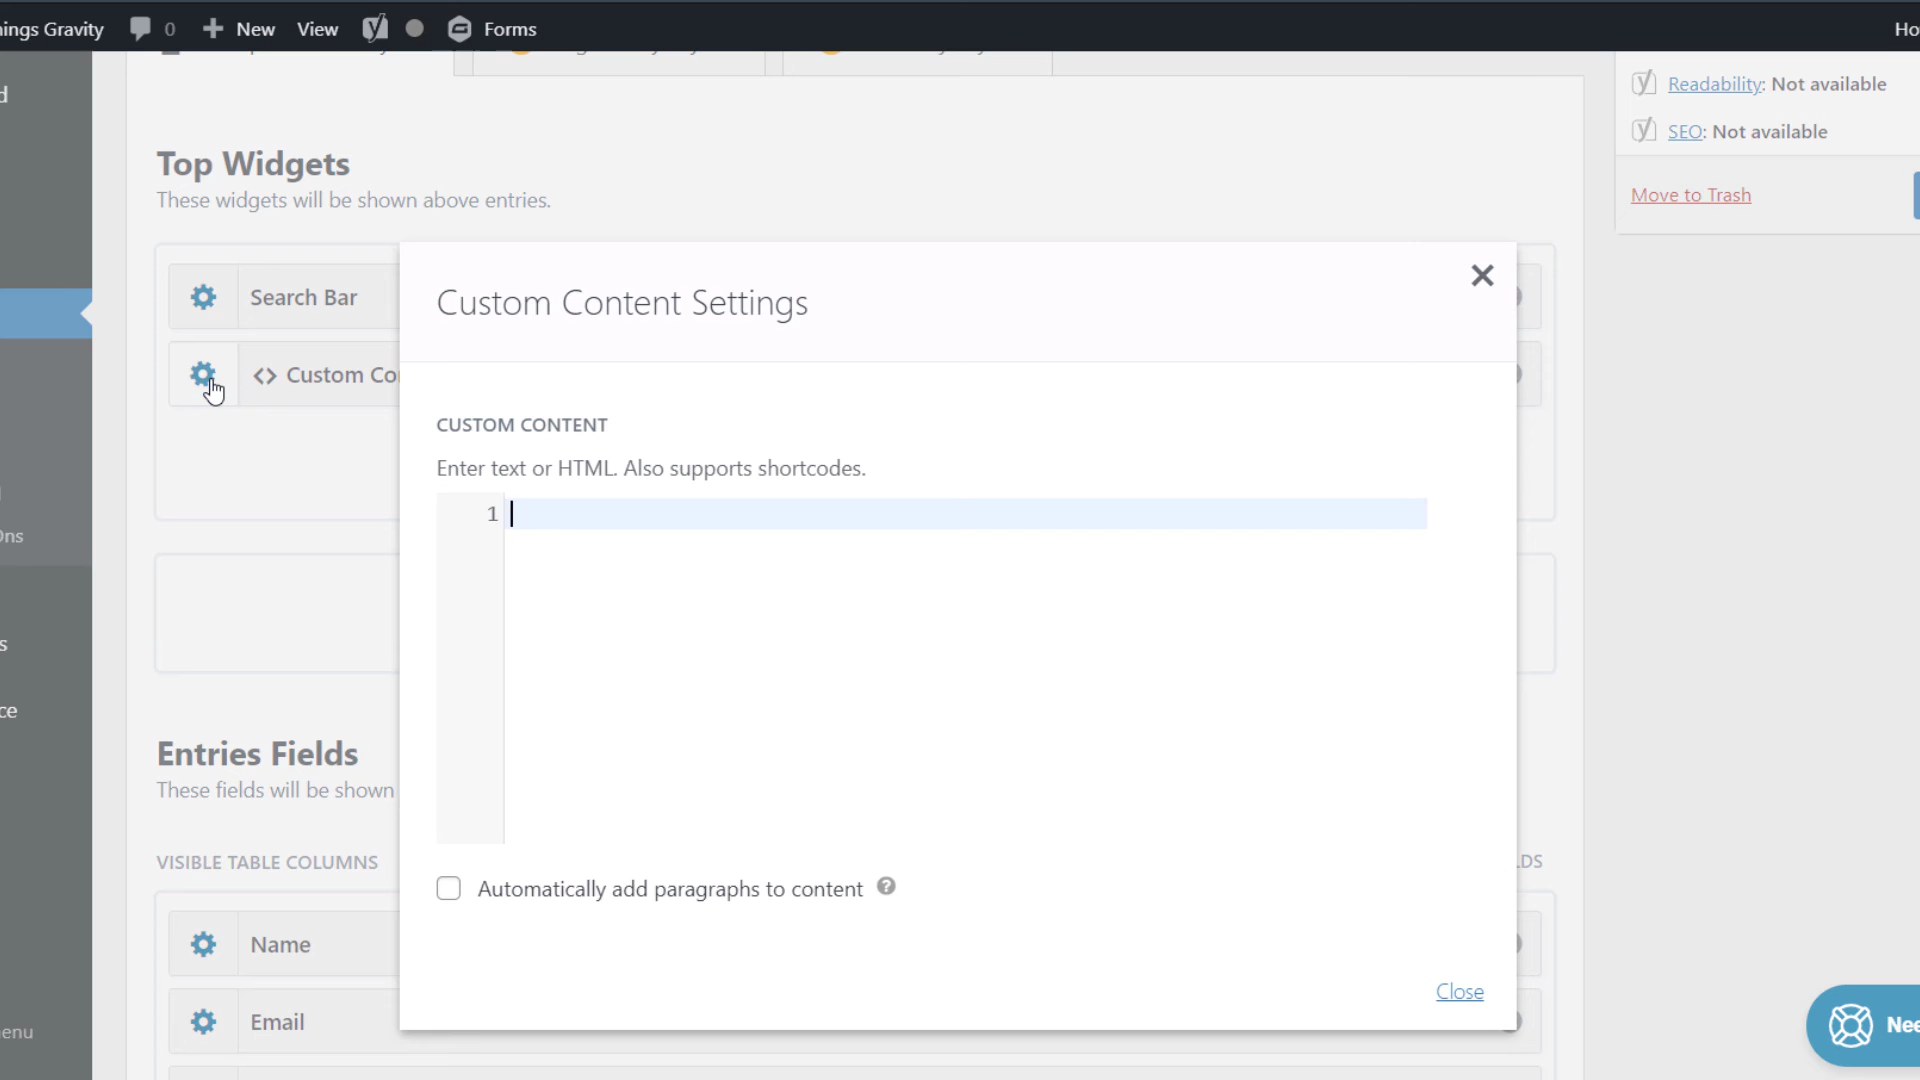 ings Gravity 0 New View Forms Ho
d
Readability: Not available
SEO: Not available
Move to Trash
Top Widgets
These widgets will be shown above entries.
Search Bar
<> Custom Co
Custom Content Settings
CUSTOM CONTENT
Enter text or HTML. Also supports shortcodes.
1
Ons
s
ce
Entries Fields
These fields will be shown
VISIBLE TABLE COLUMNS
LDS
Automatically add paragraphs to content
Name
Close
Email
enu
Nee